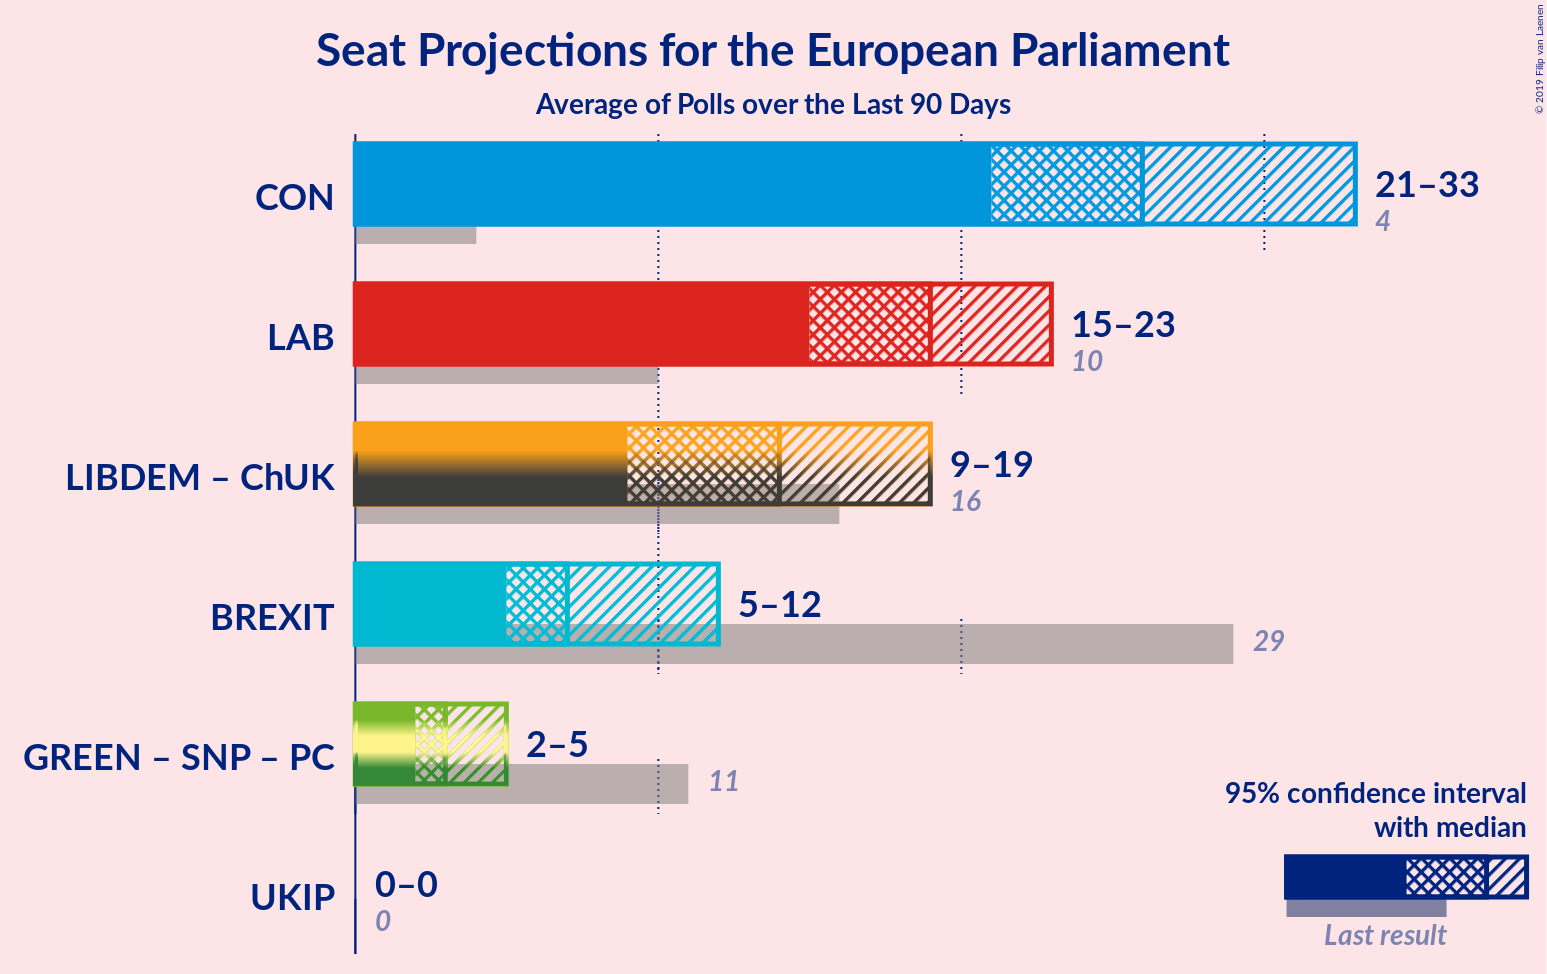 Seat Projections for the European Parliament
Average of Polls over the Last 90 Days
© 2019 Filip van Laenen
CON
21–33
4
LAB
15–23
10
LIBDEM – ChUK
9–19
16
BREXIT
5–12
29
GREEN – SNP – PC
2–5
11
UKIP
0–0
0
95% confidence interval
with median
Last result